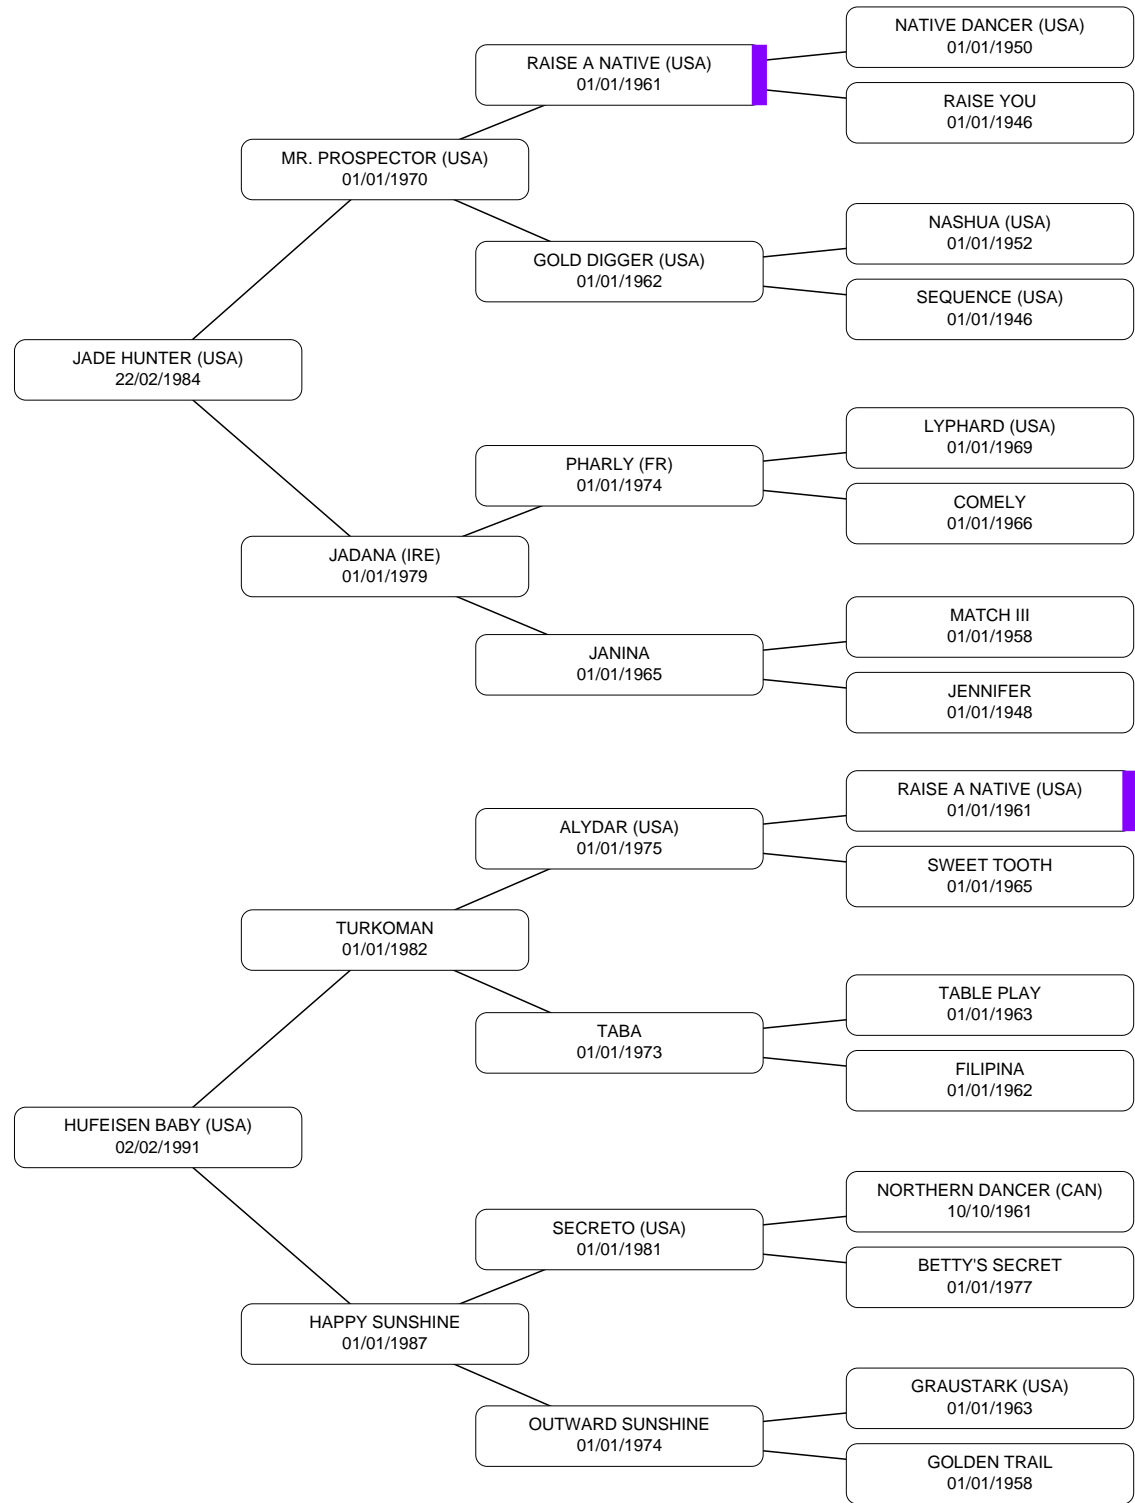 NATIVE DANCER (USA)
01/01/1950
RAISE A NATIVE (USA)
01/01/1961
RAISE YOU
01/01/1946
MR. PROSPECTOR (USA)
01/01/1970
NASHUA (USA)
01/01/1952
GOLD DIGGER (USA)
01/01/1962
SEQUENCE (USA)
01/01/1946
JADE HUNTER (USA)
22/02/1984
LYPHARD (USA)
01/01/1969
PHARLY (FR)
01/01/1974
COMELY
01/01/1966
JADANA (IRE)
01/01/1979
MATCH III
01/01/1958
JANINA
01/01/1965
JENNIFER
01/01/1948
RAISE A NATIVE (USA)
01/01/1961
ALYDAR (USA)
01/01/1975
SWEET TOOTH
01/01/1965
TURKOMAN
01/01/1982
TABLE PLAY
01/01/1963
TABA
01/01/1973
FILIPINA
01/01/1962
HUFEISEN BABY (USA)
02/02/1991
NORTHERN DANCER (CAN)
10/10/1961
SECRETO (USA)
01/01/1981
BETTY'S SECRET
01/01/1977
HAPPY SUNSHINE
01/01/1987
GRAUSTARK (USA)
01/01/1963
OUTWARD SUNSHINE
01/01/1974
GOLDEN TRAIL
01/01/1958